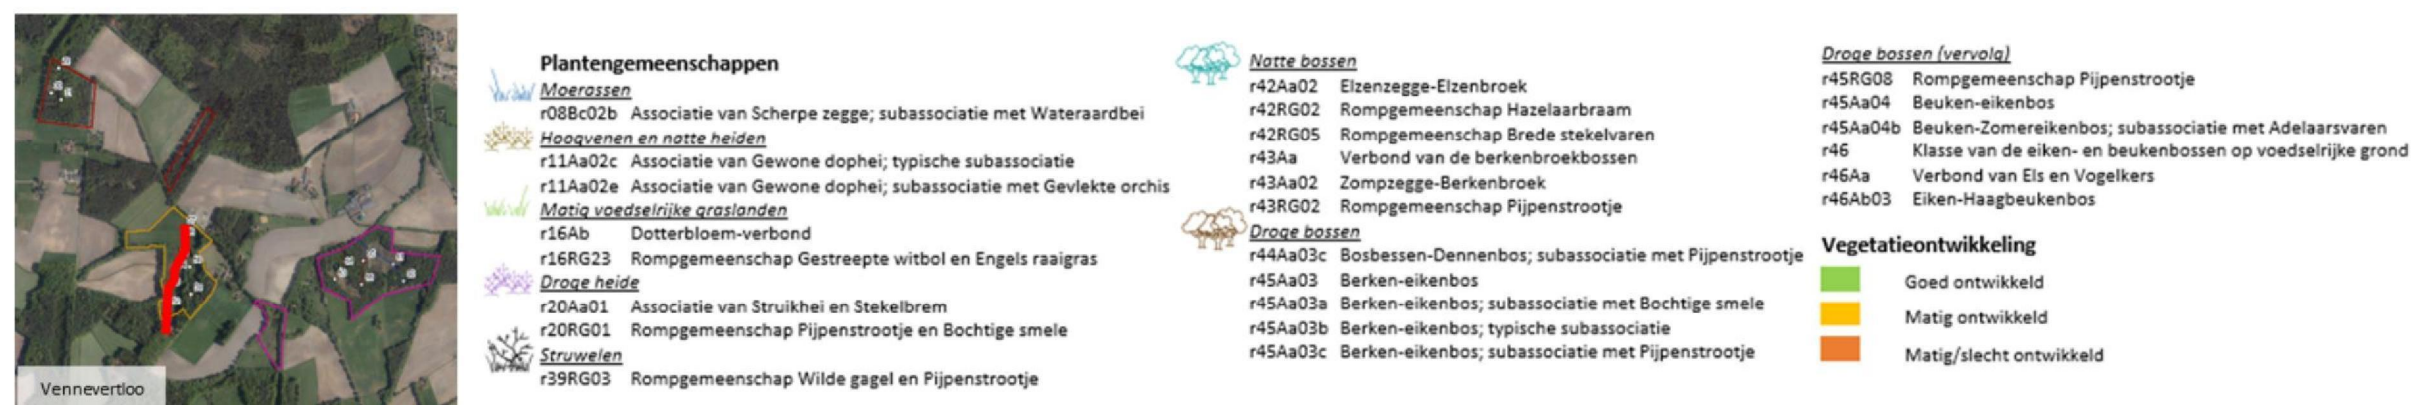 Vennevertloo
Plantengemeenschappen
Moerassen
r08Bc02b Associatie van Scherpe zegge; subassociatie met Wateraardbei
Hoogvenen en natte heiden
r11Aa02c Associatie van Gewone dophei; typische subassociatie
r11Aa02e Associatie van Gewone dophei; subassociatie met Gevlekte orchis
Matig voedselrijke graslanden
r16Ab Dotterbloem-verbond
r16RG23 Rompgemeenschap Gestreepte witbol en Engels raaigras
Droge heide
r20Aa01 Associatie van Struikhei en Stekelbrem
r20RG01 Rompgemeenschap Pijpenstrootje en Bochtige smele
Struwelen
r39RG03 Rompgemeenschap Wilde gagel en Pijpenstrootje
Natte bossen
r42Aa02 Elzenzegge-Elzenbroek
r42RG02 Rompgemeenschap Hazelaarbraam
r42RG05 Rompgemeenschap Brede stekelvaren
r43Aa Verbond van de berkenbroekbossen
r43Aa02 Zompzegge-Berkenbroek
r43RG02 Rompgemeenschap Pijpenstrootje
Droge bossen
r44Aa03c Bosbessen-Dennenbos; subassociatie met Pijpenstrootje
r45Aa03 Berken-eikenbos
r45Aa03a Berken-eikenbos; subassociatie met Bochtige smele
r45Aa03b Berken-eikenbos; typische subassociatie
r45Aa03c Berken-eikenbos; subassociatie met Pijpenstrootje
Droge bossen (vervolg)
r45RG08 Rompgemeenschap Pijpenstrootje
r45Aa04 Beuken-eikenbos
r45Aa04b Beuken-Zomereikenbos; subassociatie met Adelaarsvaren
r46 Klasse van de eiken- en beukenbossen op voedselrijke grond
r46Aa Verbond van Els en Vogelkers
r46Ab03 Eiken-Haagbeukenbos
Vegetatieontwikkeling
Goed ontwikkeld
Matig ontwikkeld
Matig/slecht ontwikkeld